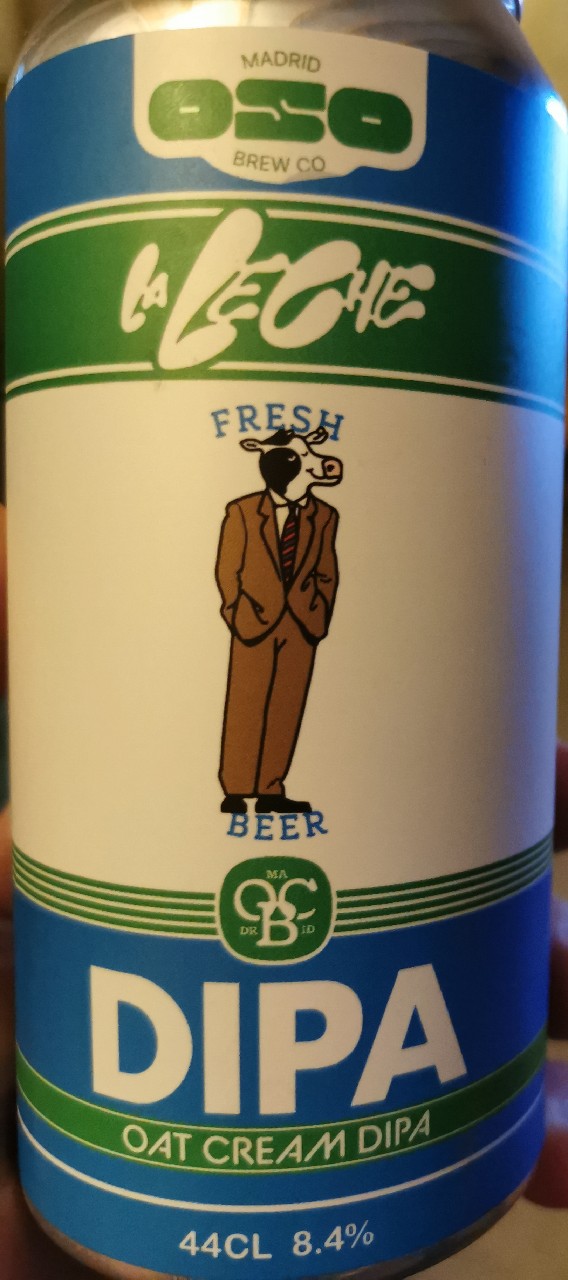 MADRID
OSO
BREW CO
LA LECHE
FRESH
BEER
MA
OBC
DR ID
DIPA
OAT CREAM DIPA
44CL 8.4%